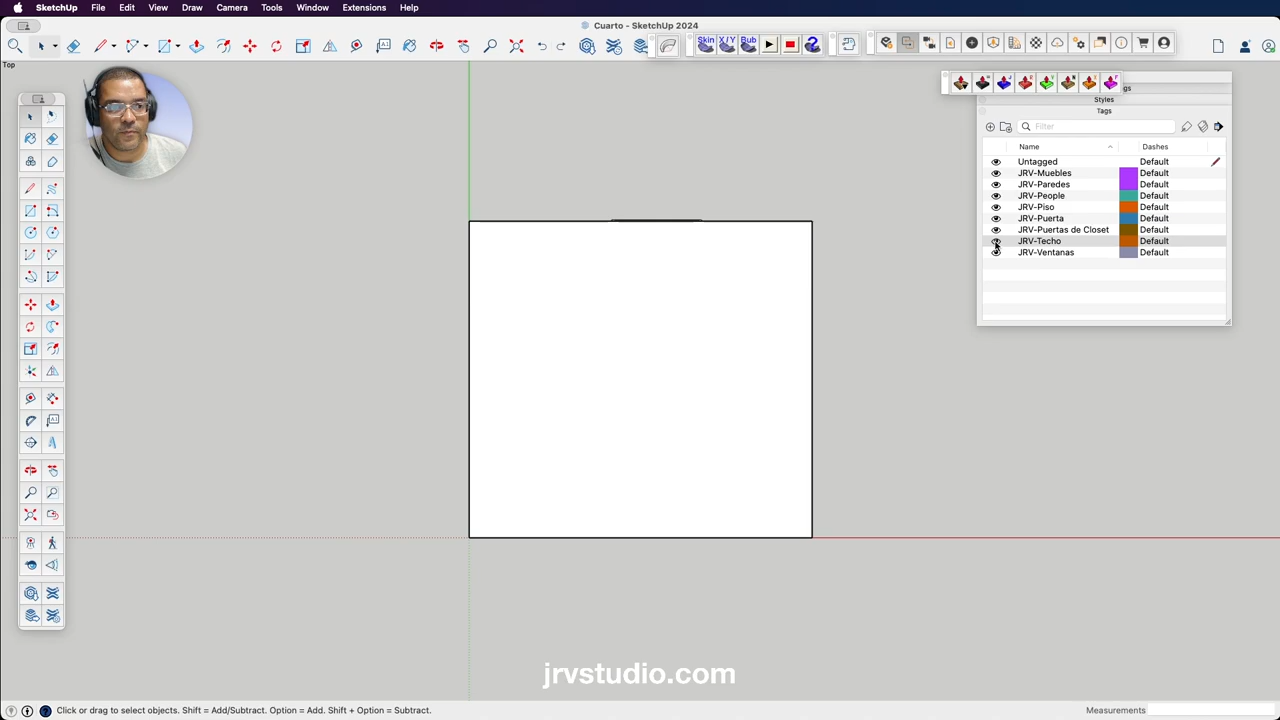 SketchUp File Edit View Draw Camera Tools Window Extensions Help
Cuarto - SketchUp 2024
Skin X/Y Bub
Top
Styles
Tags
Filter
Name Dashes
Untagged Default
JRV-Muebles Default
JRV-Paredes Default
JRV-People Default
JRV-Piso Default
JRV-Puerta Default
JRV-Puertas de Closet Default
JRV-Techo Default
JRV-Ventanas Default
jrvstudio.com
Click or drag to select objects. Shift = Add/Subtract. Option = Add. Shift + Option = Subtract.
Measurements